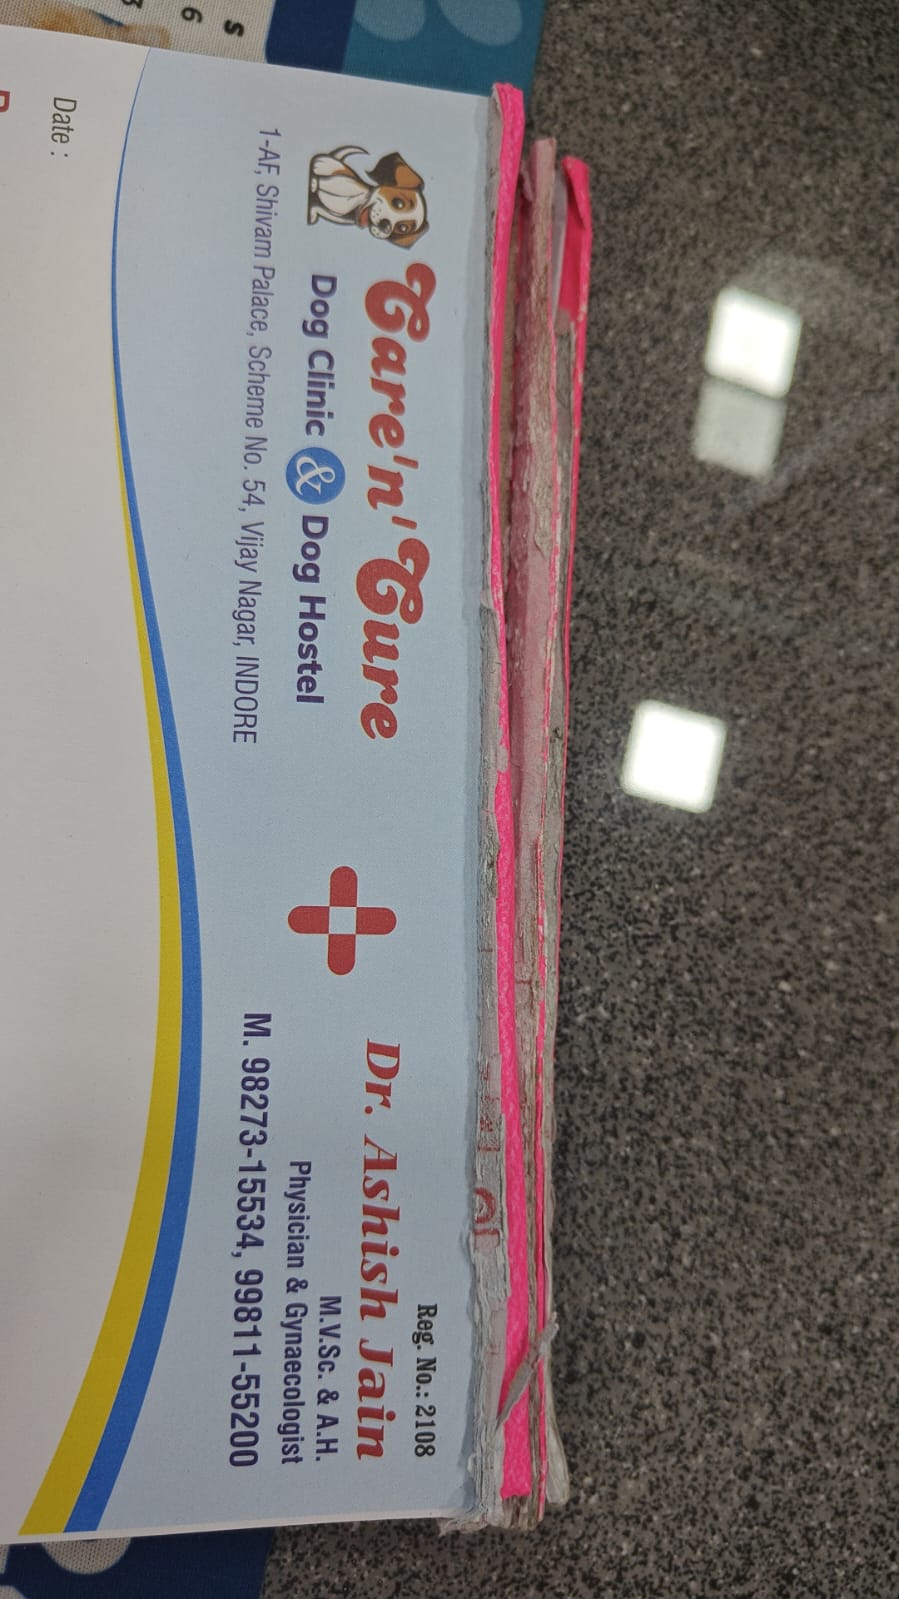 Care'n'Cure
Dog Clinic & Dog Hostel
1-AF, Shivam Palace, Scheme No. 54, Vijay Nagar, INDORE
Reg. No.: 2108
Dr. Ashish Jain
M.V.Sc. & A.H.
Physician & Gynaecologist
M. 98273-15534, 99811-55200
Date :
S
6